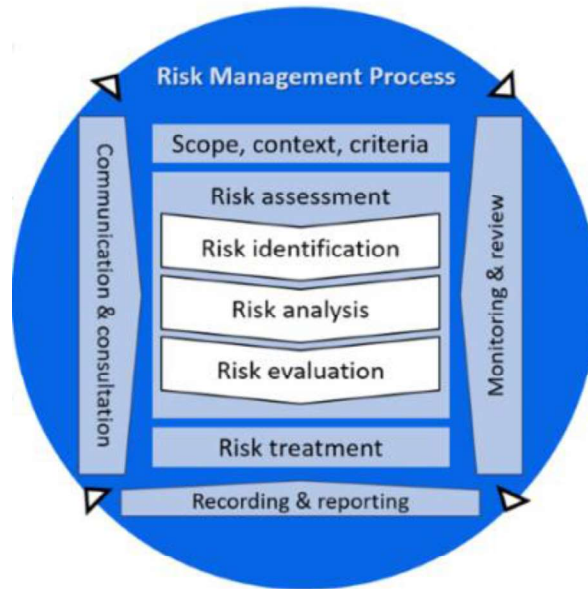 Risk Management Process
Scope, context, criteria
Risk assessment
Risk identification
Risk analysis
Risk evaluation
Risk treatment
Recording & reporting
Communication & consultation
Monitoring & review